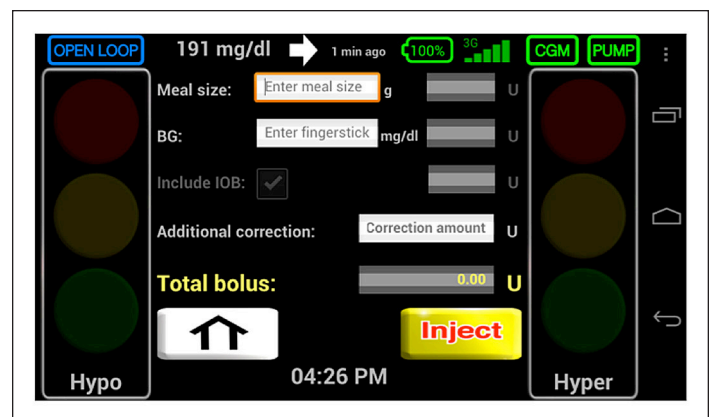 OPEN LOOP 191 mg/dl 1 min ago 100% 3G CGM PUMP
Meal size: Enter meal size g U
BG: Enter fingerstick mg/dl U
Include IOB: U
Additional correction: Correction amount U
Total bolus: 0.00 U
Inject
Hypo 04:26 PM Hyper